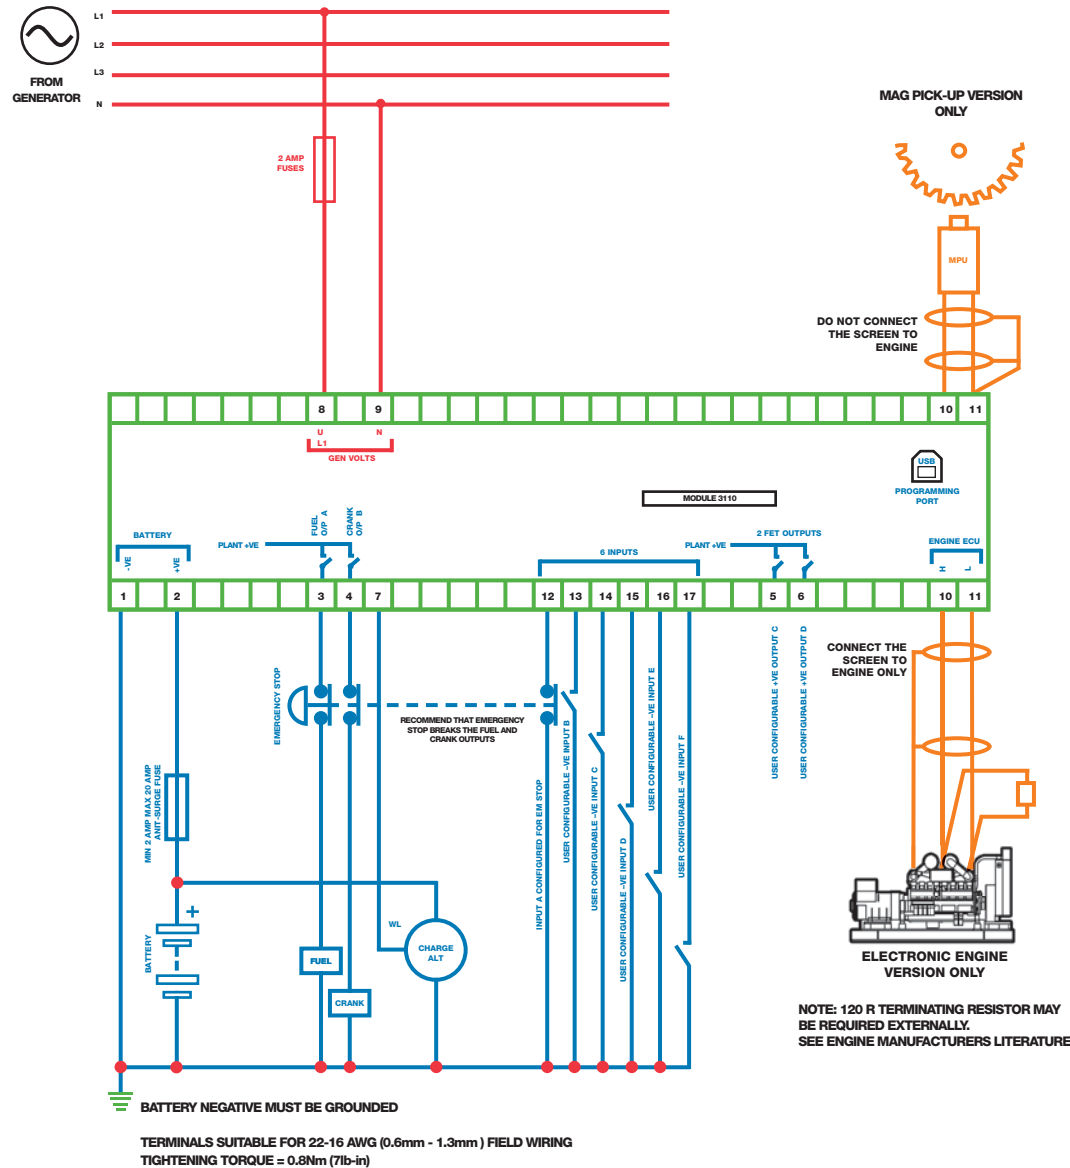 L1
L2
L3
N
FROM
GENERATOR
2 AMP
FUSES
MAG PICK-UP VERSION
ONLY
MPU
DO NOT CONNECT
THE SCREEN TO
ENGINE
8
9
10
11
U
L1
N
GEN VOLTS
USB
PROGRAMMING
PORT
MODULE 3110
BATTERY
-VE
+VE
PLANT +VE
FUEL
O/P A
CRANK
O/P B
6 INPUTS
PLANT +VE
2 FET OUTPUTS
ENGINE ECU
H
L
1
2
3
4
7
12
13
14
15
16
17
5
6
10
11
EMERGENCY STOP
RECOMMEND THAT EMERGENCY
STOP BREAKS THE FUEL AND
CRANK OUTPUTS
MIN 2 AMP MAX 20 AMP
ANIT-SURGE FUSE
BATTERY
+
WL
CHARGE
ALT
FUEL
CRANK
INPUT A CONFIGURED FOR EM STOP
USER CONFIGURABLE –VE INPUT B
USER CONFIGURABLE –VE INPUT C
USER CONFIGURABLE –VE INPUT D
USER CONFIGURABLE –VE INPUT E
USER CONFIGURABLE –VE INPUT F
USER CONFIGURABLE +VE OUTPUT C
USER CONFIGURABLE +VE OUTPUT D
CONNECT THE
SCREEN TO
ENGINE ONLY
ELECTRONIC ENGINE
VERSION ONLY
NOTE: 120 R TERMINATING RESISTOR MAY
BE REQUIRED EXTERNALLY.
SEE ENGINE MANUFACTURERS LITERATURE
BATTERY NEGATIVE MUST BE GROUNDED
TERMINALS SUITABLE FOR 22-16 AWG (0.6mm - 1.3mm ) FIELD WIRING
TIGHTENING TORQUE = 0.8Nm (7lb-in)